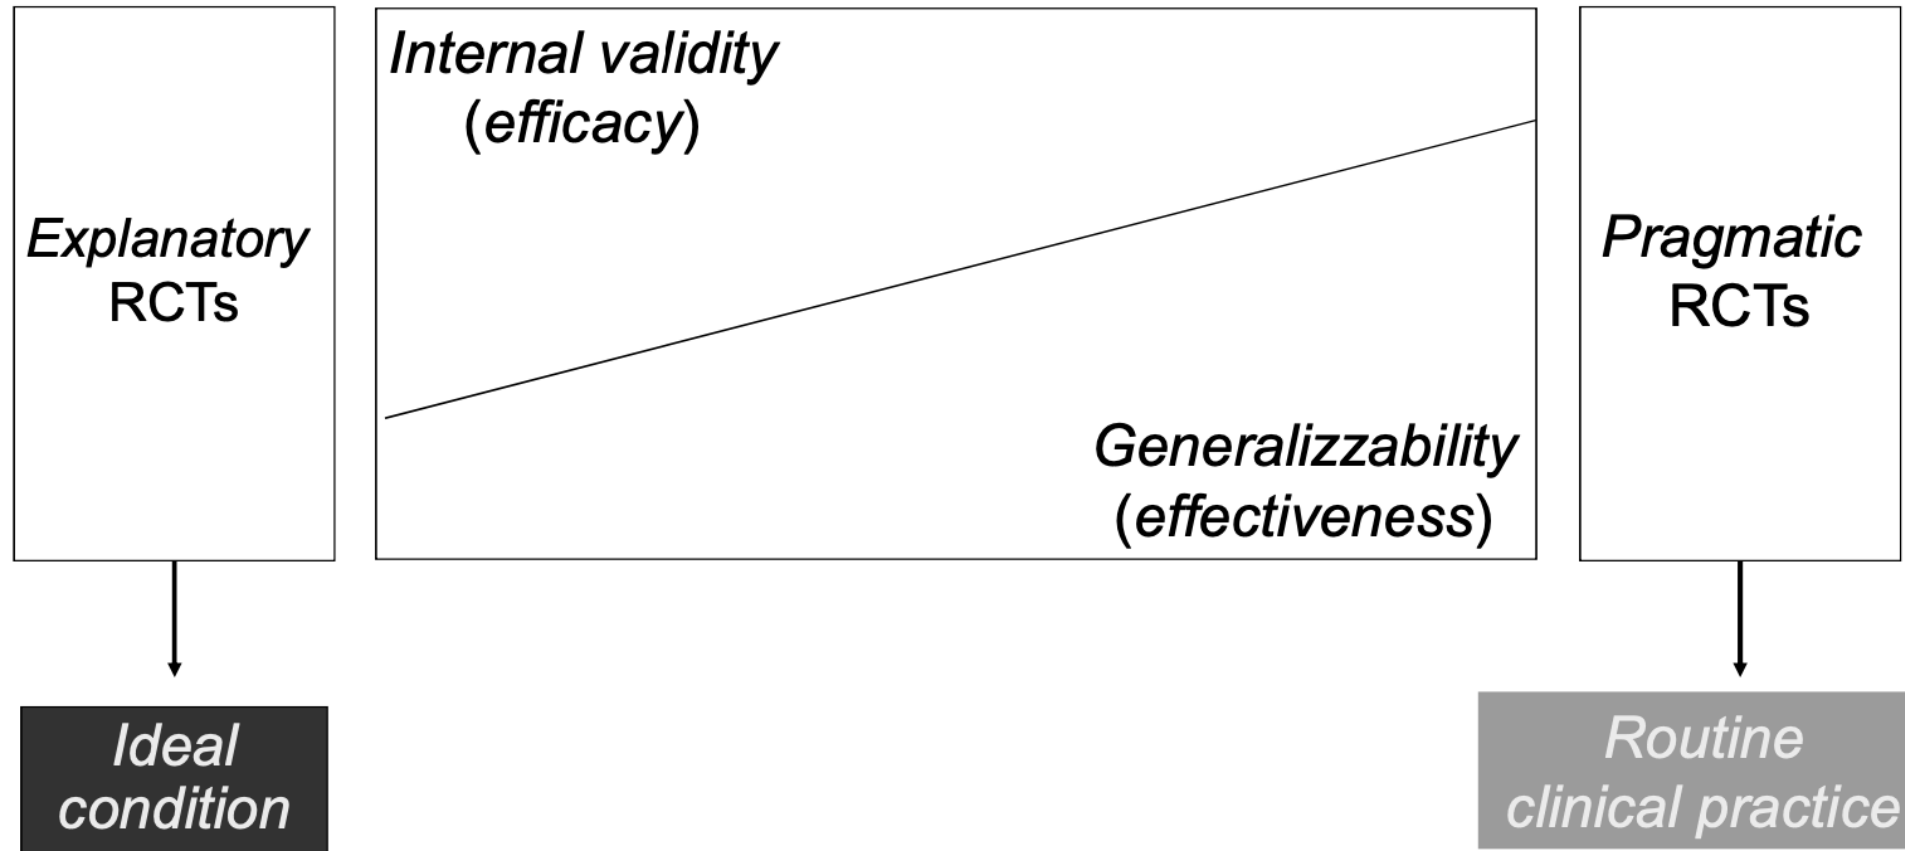 Explanatory
RCTs
Internal validity
(efficacy)
Generalizzability
(effectiveness)
Pragmatic
RCTs
Ideal
condition
Routine
clinical practice